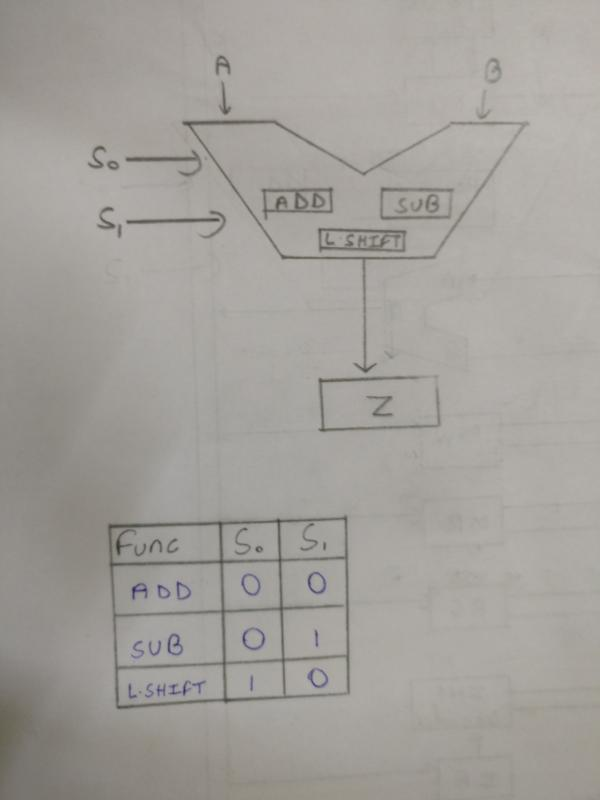 A B
S₀
ADD SUB
S₁
L·SHIFT
Z
Func S₀ S₁
ADD 0 0
SUB 0 1
L·SHIFT 1 0